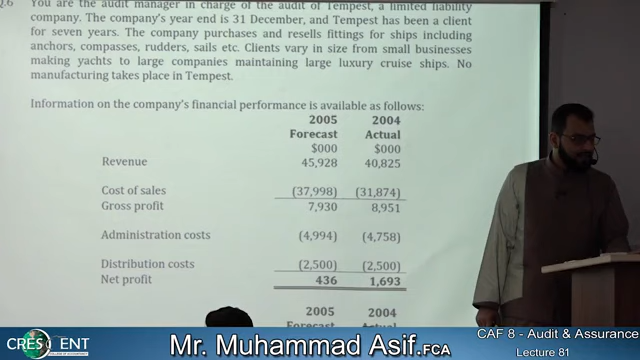 Q.6 You are the audit manager in charge of the audit of Tempest, a limited liability
company. The company's year end is 31 December, and Tempest has been a client
for seven years. The company purchases and resells fittings for ships including
anchors, compasses, rudders, sails etc. Clients vary in size from small businesses
making yachts to large companies maintaining large luxury cruise ships. No
manufacturing takes place in Tempest.
Information on the company's financial performance is available as follows:
2005 2004
Forecast Actual
$000 $000
Revenue 45,928 40,825
Cost of sales (37,998) (31,874)
Gross profit 7,930 8,951
Administration costs (4,994) (4,758)
Distribution costs (2,500) (2,500)
Net profit 436 1,693
2005 2004
Forecast Actual
CRESCENT
COLLEGE OF ACCOUNTANCY
Mr. Muhammad Asif.FCA
CAF 8 - Audit & Assurance
Lecture 81